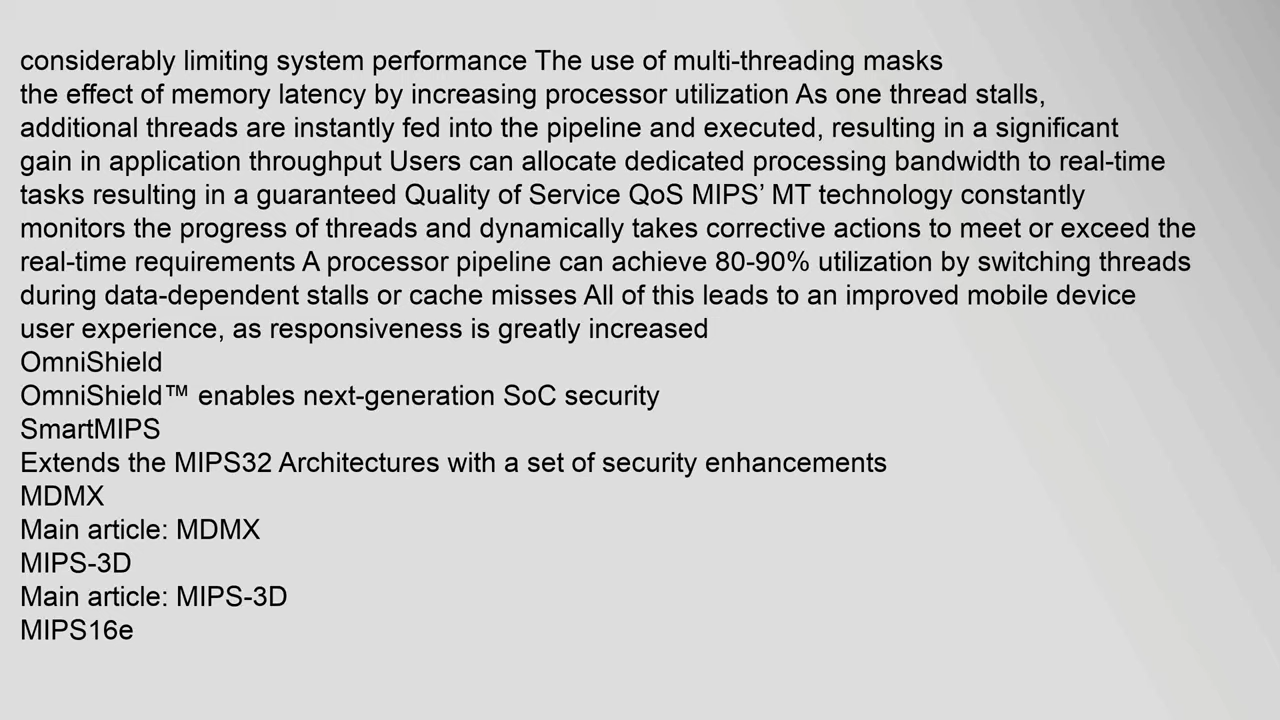 considerably limiting system performance The use of multi-threading masks
the effect of memory latency by increasing processor utilization As one thread stalls,
additional threads are instantly fed into the pipeline and executed, resulting in a significant
gain in application throughput Users can allocate dedicated processing bandwidth to real-time
tasks resulting in a guaranteed Quality of Service QoS MIPS’ MT technology constantly
monitors the progress of threads and dynamically takes corrective actions to meet or exceed the
real-time requirements A processor pipeline can achieve 80-90% utilization by switching threads
during data-dependent stalls or cache misses All of this leads to an improved mobile device
user experience, as responsiveness is greatly increased
OmniShield
OmniShield™ enables next-generation SoC security
SmartMIPS
Extends the MIPS32 Architectures with a set of security enhancements
MDMX
Main article: MDMX
MIPS-3D
Main article: MIPS-3D
MIPS16e